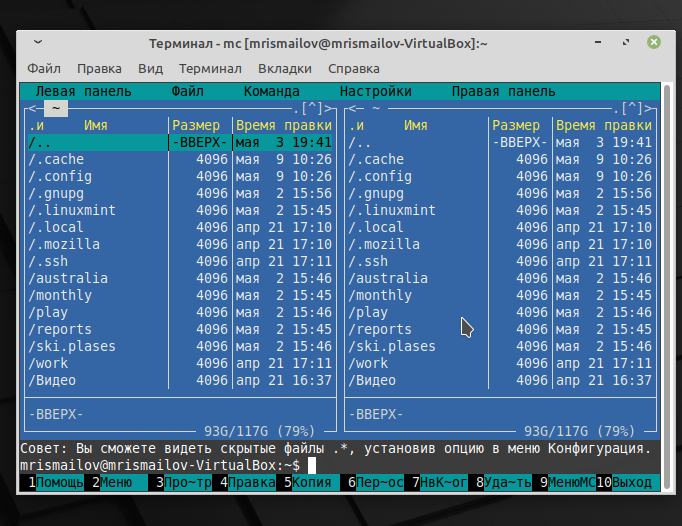 Терминал - mc [mrismailov@mrismailov-VirtualBox]:~
Файл Правка Вид Терминал Вкладки Справка
Левая панель Файл Команда Настройки Правая панель
<─ ~ .[^]> <─ ~ .[^]>
.и Имя Размер Время правки .и Имя Размер Время правки
/.. -ВВЕРХ- мая 3 19:41 /.. -ВВЕРХ- мая 3 19:41
/.cache 4096 мая 9 10:26 /.cache 4096 мая 9 10:26
/.config 4096 мая 9 10:26 /.config 4096 мая 9 10:26
/.gnupg 4096 мая 2 15:56 /.gnupg 4096 мая 2 15:56
/.linuxmint 4096 мая 2 15:45 /.linuxmint 4096 мая 2 15:45
/.local 4096 апр 21 17:10 /.local 4096 апр 21 17:10
/.mozilla 4096 апр 21 17:10 /.mozilla 4096 апр 21 17:10
/.ssh 4096 апр 21 17:11 /.ssh 4096 апр 21 17:11
/australia 4096 мая 2 15:46 /australia 4096 мая 2 15:46
/monthly 4096 мая 2 15:45 /monthly 4096 мая 2 15:45
/play 4096 мая 2 15:46 /play 4096 мая 2 15:46
/reports 4096 мая 2 15:45 /reports 4096 мая 2 15:45
/ski.plases 4096 мая 2 15:46 /ski.plases 4096 мая 2 15:46
/work 4096 апр 21 17:11 /work 4096 апр 21 17:11
/Видео 4096 апр 21 16:37 /Видео 4096 апр 21 16:37
-ВВЕРХ- -ВВЕРХ-
93G/117G (79%) 93G/117G (79%)
Совет: Вы сможете видеть скрытые файлы .*, установив опцию в меню Конфигурация.
mrismailov@mrismailov-VirtualBox:~$
1Помощь 2Меню 3Про~тр 4Правка 5Копия 6Пер~ос 7НвК~ог 8Уда~ть 9МенюMC 10Выход